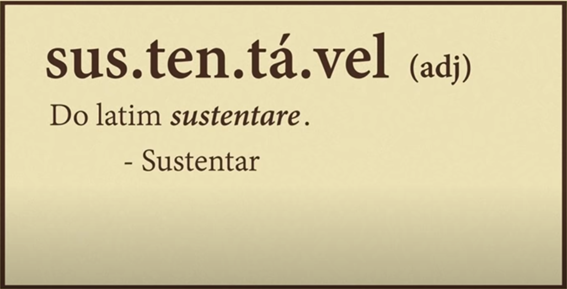 sus.ten.tá.vel (adj)
Do latim sustentare.
- Sustentar